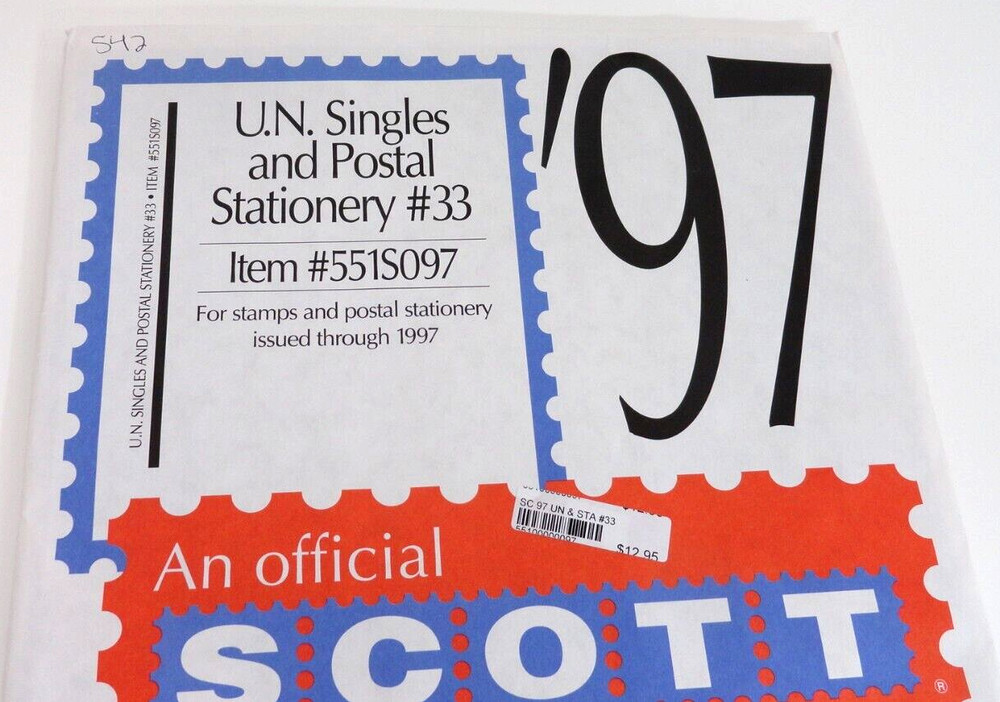 542
'97
U.N. Singles
and Postal
Stationery #33
Item #551S097
For stamps and postal stationery
issued through 1997
U.N. SINGLES AND POSTAL STATIONERY #33 • ITEM #551S097
SC 97 UN & STA #33
$12.95
An official
SCOTT
®